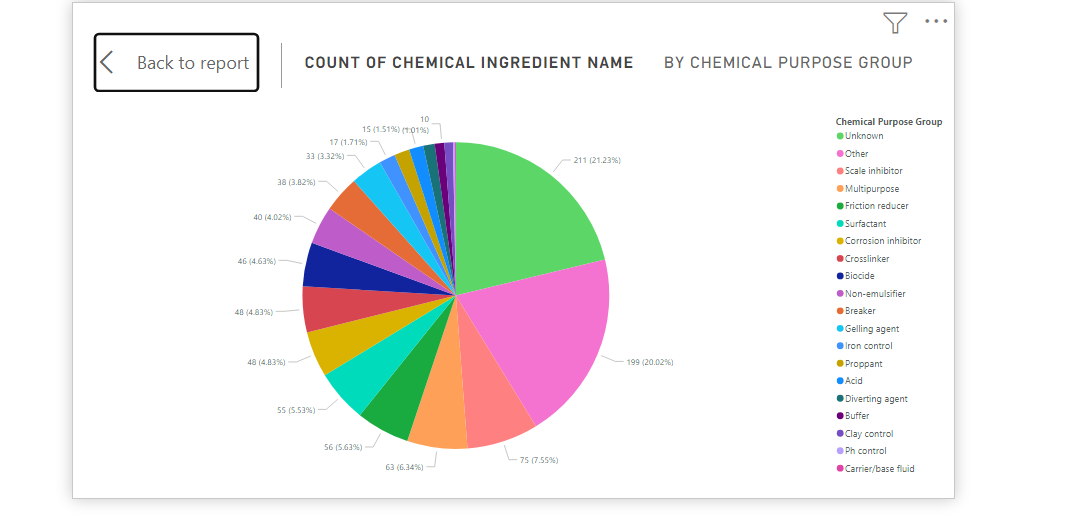 Back to report
COUNT OF CHEMICAL INGREDIENT NAME BY CHEMICAL PURPOSE GROUP
Chemical Purpose Group
Unknown
Other
Scale inhibitor
Multipurpose
Friction reducer
Surfactant
Corrosion inhibitor
Crosslinker
Biocide
Non-emulsifier
Breaker
Gelling agent
Iron control
Proppant
Acid
Diverting agent
Buffer
Clay control
Ph control
Carrier/base fluid
211 (21.23%)
199 (20.02%)
75 (7.55%)
63 (6.34%)
56 (5.63%)
55 (5.53%)
48 (4.83%)
48 (4.83%)
46 (4.63%)
40 (4.02%)
38 (3.82%)
33 (3.32%)
17 (1.71%)
15 (1.51%)
10
(1.01%)